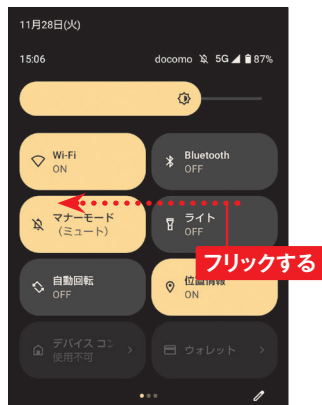 11月28日(火)
15:06 docomo 5G 87%
Wi-Fi
ON
Bluetooth
OFF
マナーモード
(ミュート)
ライト
OFF
フリックする
自動回転
OFF
位置情報
ON
デバイス コン
使用不可
ウォレット